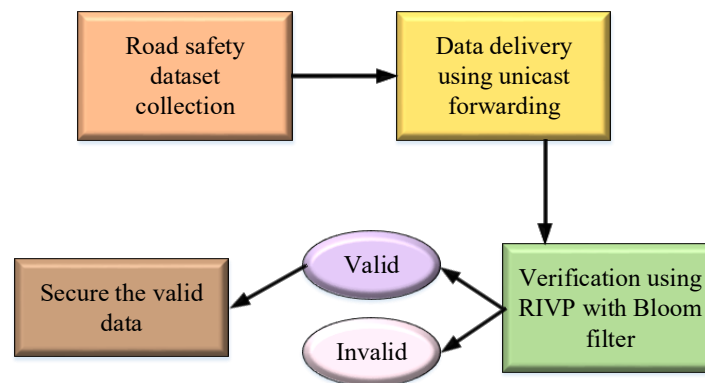 Road safety
dataset
collection
Data delivery
using unicast
forwarding
Valid
Secure the valid
data
Verification using
RIVP with Bloom
filter
Invalid